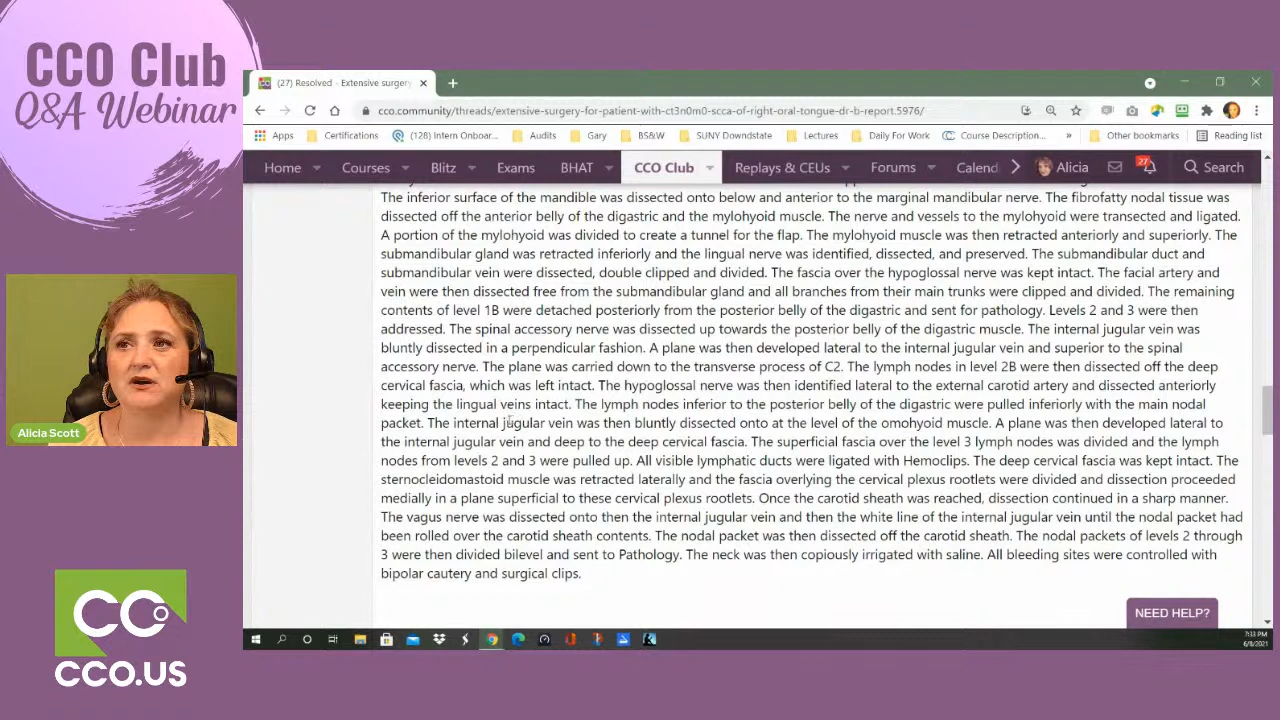 CCO Club
Q&A Webinar
(27) Resolved - Extensive surgery
cco.community/threads/extensive-surgery-for-patient-with-ct3n0m0-scca-of-right-oral-tongue-dr-b-report.5976/
Apps Certifications (128) Intern Onboar... Audits Gary BS&W SUNY Downstate Lectures Daily For Work Course Description... » Other bookmarks Reading list
Home Courses Blitz Exams BHAT CCO Club Replays & CEUs Forums Calend Alicia 27 Search
The inferior surface of the mandible was dissected onto below and anterior to the marginal mandibular nerve. The fibrofatty nodal tissue was
dissected off the anterior belly of the digastric and the mylohyoid muscle. The nerve and vessels to the mylohyoid were transected and ligated.
A portion of the mylohyoid was divided to create a tunnel for the flap. The mylohyoid muscle was then retracted anteriorly and superiorly. The
submandibular gland was retracted inferiorly and the lingual nerve was identified, dissected, and preserved. The submandibular duct and
submandibular vein were dissected, double clipped and divided. The fascia over the hypoglossal nerve was kept intact. The facial artery and
vein were then dissected free from the submandibular gland and all branches from their main trunks were clipped and divided. The remaining
contents of level 1B were detached posteriorly from the posterior belly of the digastric and sent for pathology. Levels 2 and 3 were then
addressed. The spinal accessory nerve was dissected up towards the posterior belly of the digastric muscle. The internal jugular vein was
bluntly dissected in a perpendicular fashion. A plane was then developed lateral to the internal jugular vein and superior to the spinal
accessory nerve. The plane was carried down to the transverse process of C2. The lymph nodes in level 2B were then dissected off the deep
cervical fascia, which was left intact. The hypoglossal nerve was then identified lateral to the external carotid artery and dissected anteriorly
keeping the lingual veins intact. The lymph nodes inferior to the posterior belly of the digastric were pulled inferiorly with the main nodal
packet. The internal jugular vein was then bluntly dissected onto at the level of the omohyoid muscle. A plane was then developed lateral to
the internal jugular vein and deep to the deep cervical fascia. The superficial fascia over the level 3 lymph nodes was divided and the lymph
nodes from levels 2 and 3 were pulled up. All visible lymphatic ducts were ligated with Hemoclips. The deep cervical fascia was kept intact. The
sternocleidomastoid muscle was retracted laterally and the fascia overlying the cervical plexus rootlets were divided and dissection proceeded
medially in a plane superficial to these cervical plexus rootlets. Once the carotid sheath was reached, dissection continued in a sharp manner.
The vagus nerve was dissected onto then the internal jugular vein and then the white line of the internal jugular vein until the nodal packet had
been rolled over the carotid sheath contents. The nodal packet was then dissected off the carotid sheath. The nodal packets of levels 2 through
3 were then divided bilevel and sent to Pathology. The neck was then copiously irrigated with saline. All bleeding sites were controlled with
bipolar cautery and surgical clips.
NEED HELP?
Alicia Scott
7:33 PM
6/8/2021
CCO
CCO.US